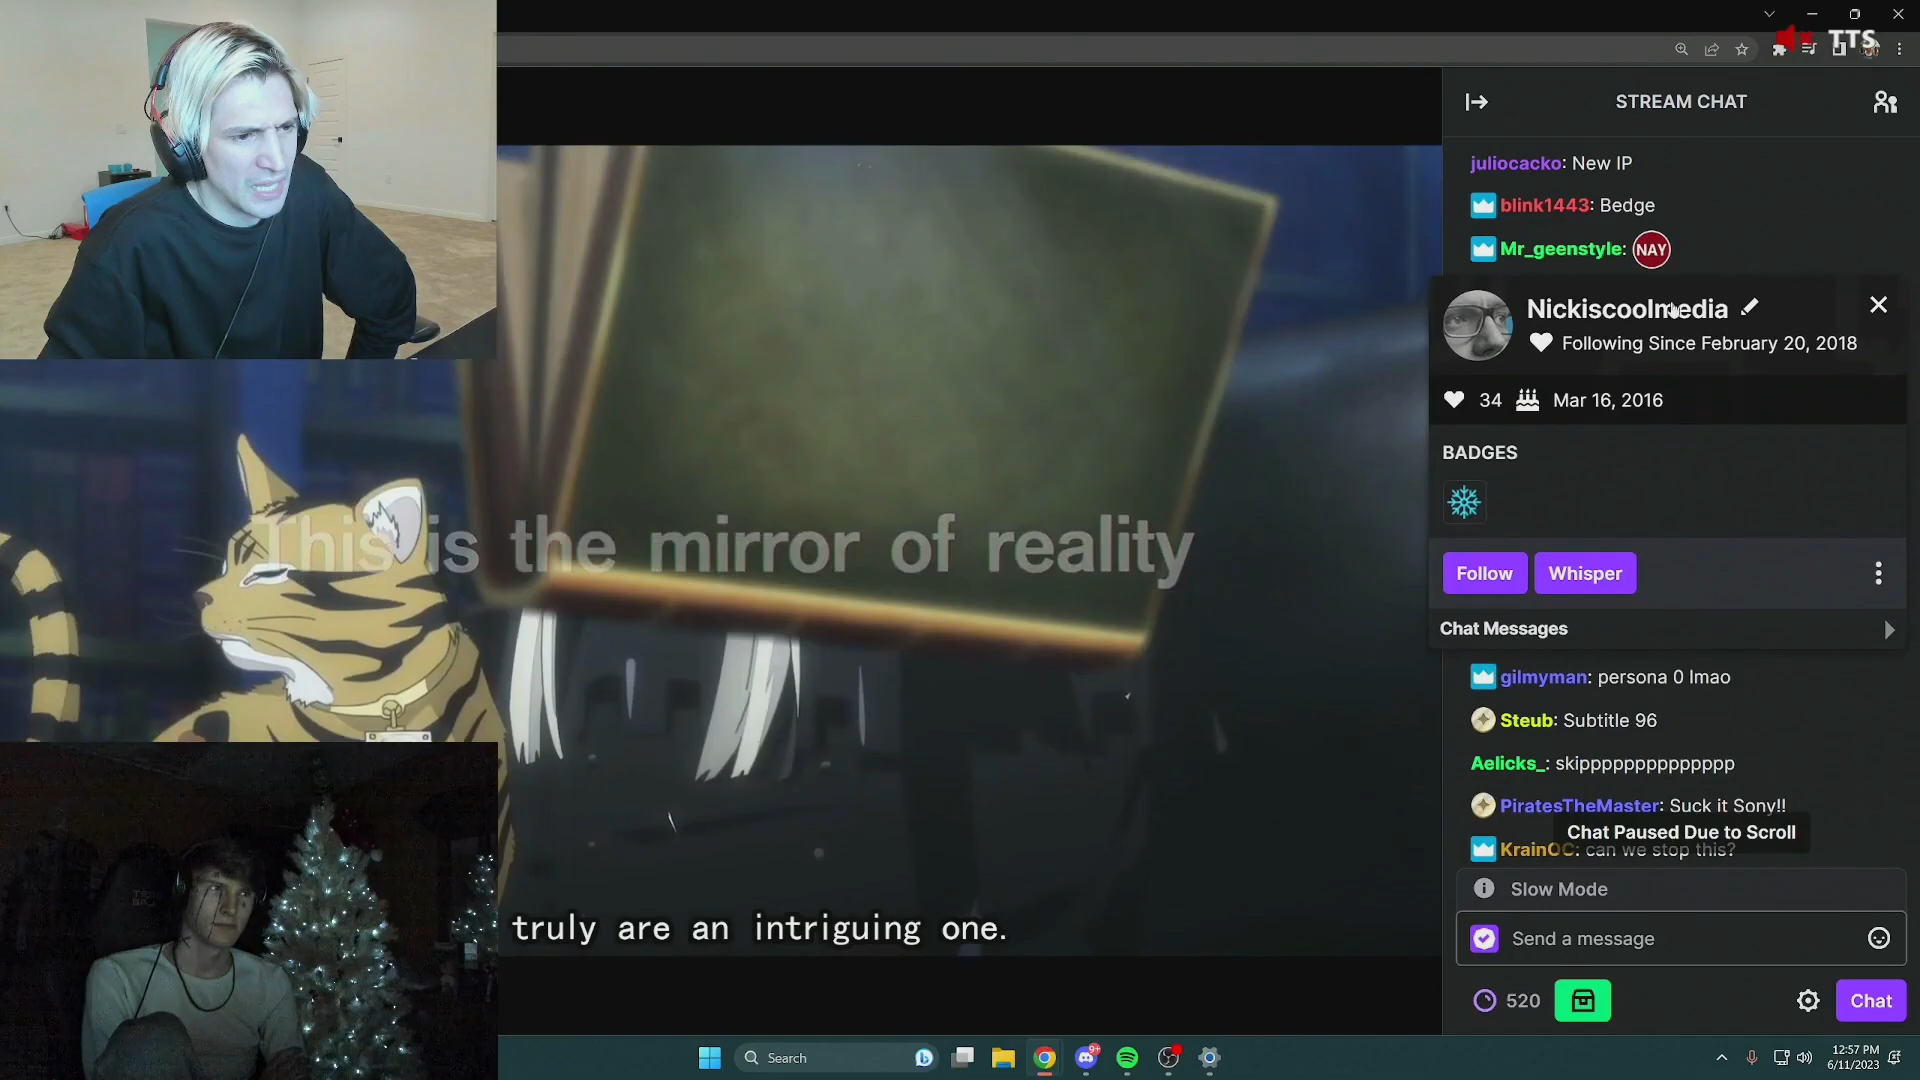 TTS
STREAM CHAT
juliocacko: New IP
blink1443: Bedge
Mr_geenstyle: NAY
Nickiscoolmedia
Following Since February 20, 2018
34 Mar 16, 2016
BADGES
Follow Whisper
Chat Messages
This is the mirror of reality
gilmyman: persona 0 lmao
Steub: Subtitle 96
Aelicks_: skipppppppppppppp
PiratesTheMaster: Suck it Sony!!
Chat Paused Due to Scroll
KrainOC: can we stop this?
Slow Mode
truly are an intriguing one.
Send a message
520
Chat
Search
9+
12:57 PM
6/11/2023